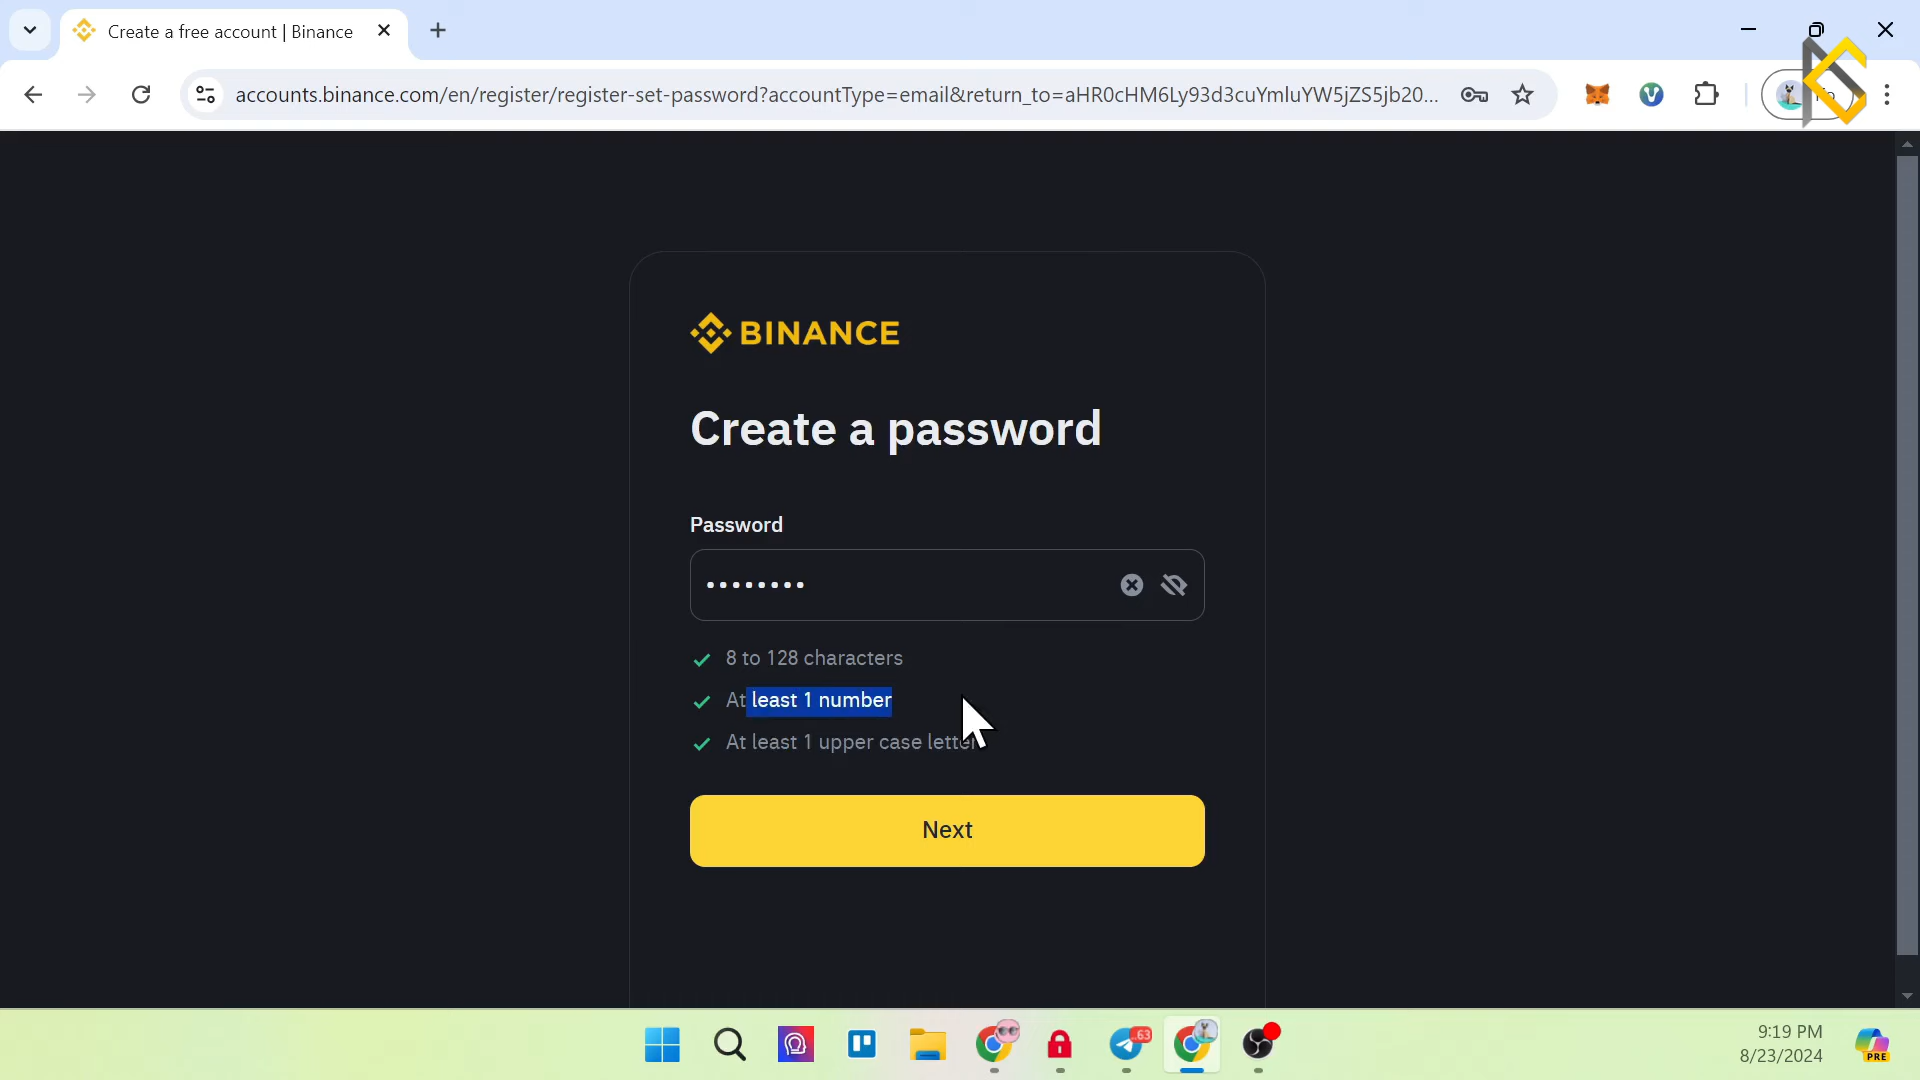 Create a free account | Binance
accounts.binance.com/en/register/register-set-password?accountType=email&return_to=aHR0cHM6Ly93d3cuYmluYW5jZS5jb20...
BINANCE
Create a password
Password
8 to 128 characters
At least 1 number
At least 1 upper case letter
Next
63
9:19 PM
8/23/2024
PRE